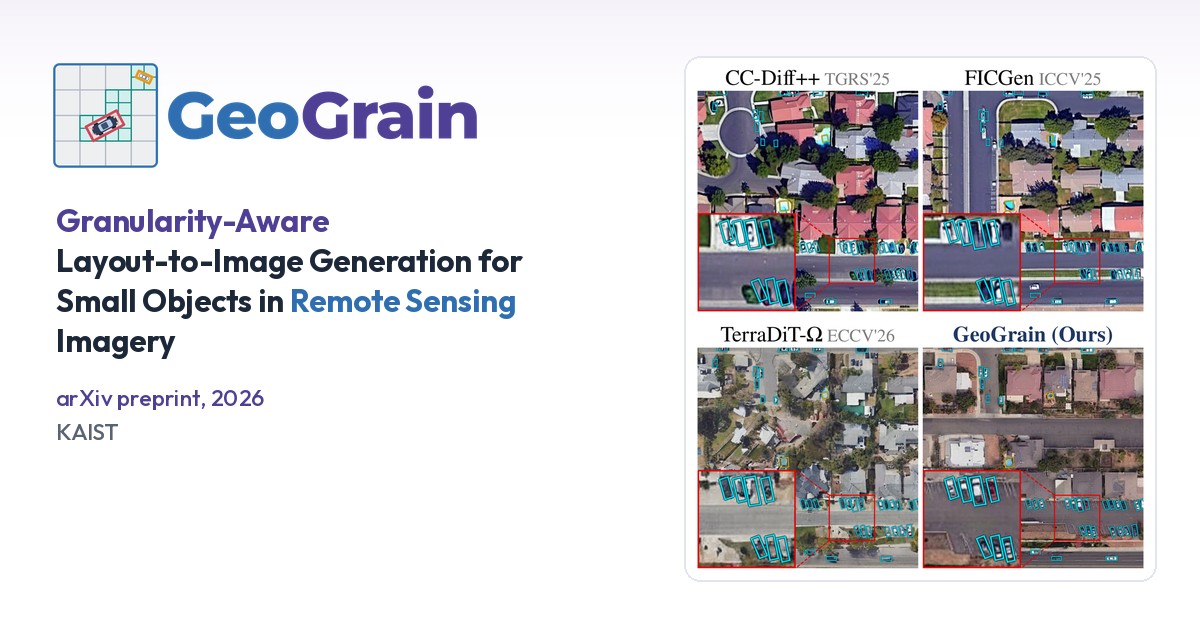 GeoGrain
Granularity-Aware
Layout-to-Image Generation for
Small Objects in Remote Sensing
Imagery
arXiv preprint, 2026
KAIST
CC-Diff++ TGRS'25
FICGen ICCV'25
TerraDiT-Ω ECCV'26
GeoGrain (Ours)